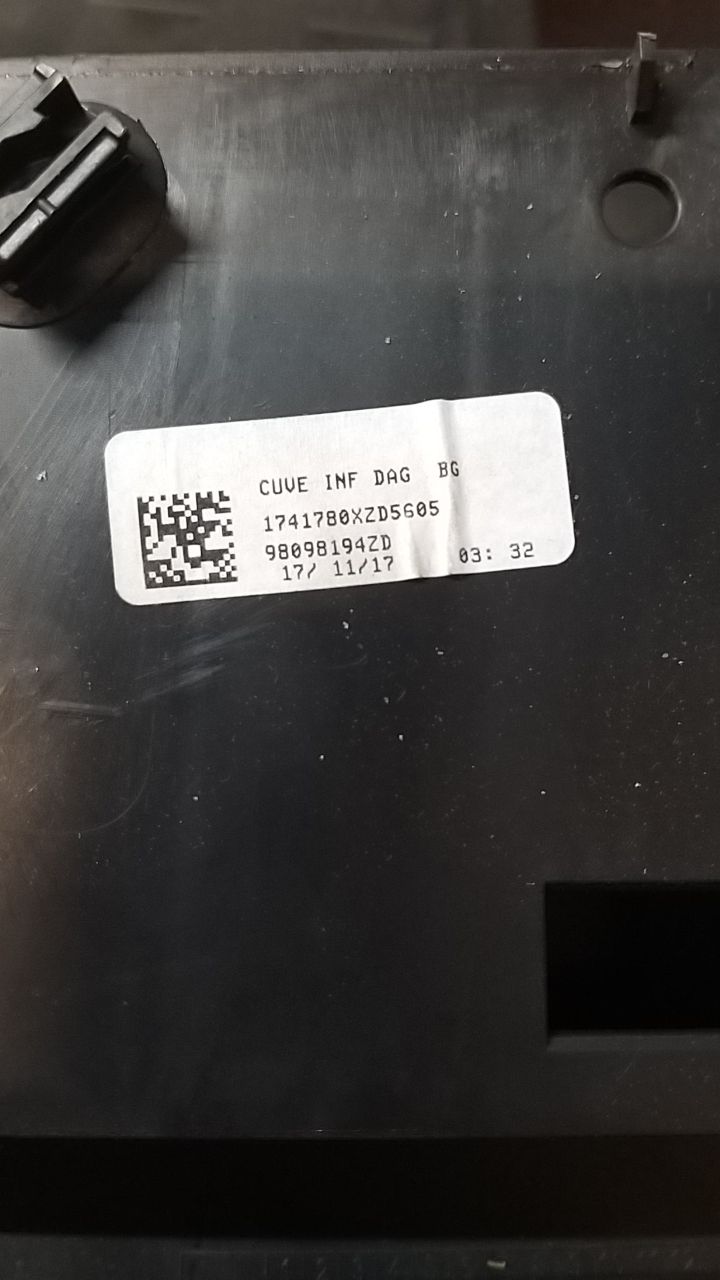 CUVE INF DAG BG
1741780XZD5605
98098194ZD
17/ 11/17 03: 32